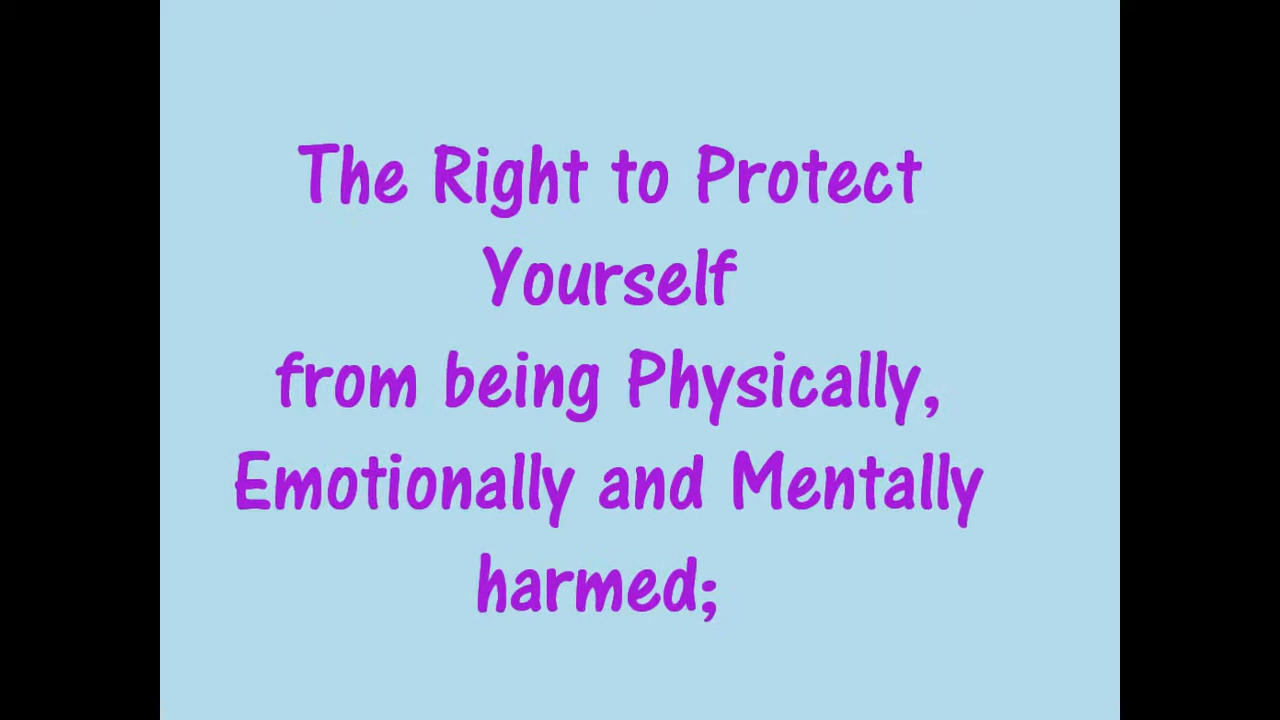 The Right to Protect
Yourself
from being Physically,
Emotionally and Mentally
harmed;